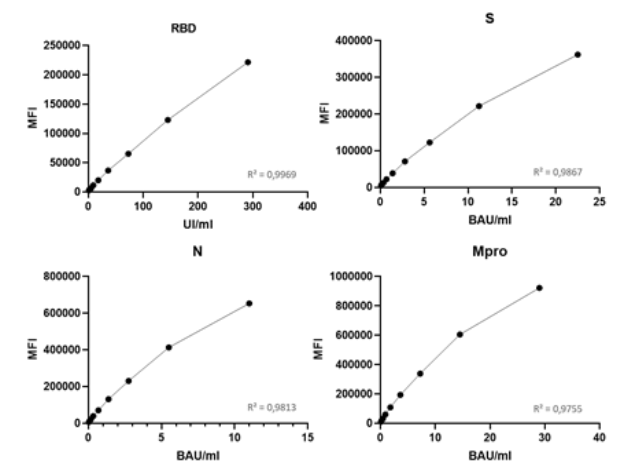 RBD
250000
200000
150000
100000
50000
0
MFI
0 100 200 300 400
UI/ml
R² = 0,9969
S
400000
300000
200000
100000
0
MFI
0 5 10 15 20 25
BAU/ml
R² = 0,9867
N
800000
600000
400000
200000
0
MFI
0 5 10 15
BAU/ml
R² = 0,9813
Mpro
1000000
800000
600000
400000
200000
0
MFI
0 10 20 30 40
BAU/ml
R² = 0,9755